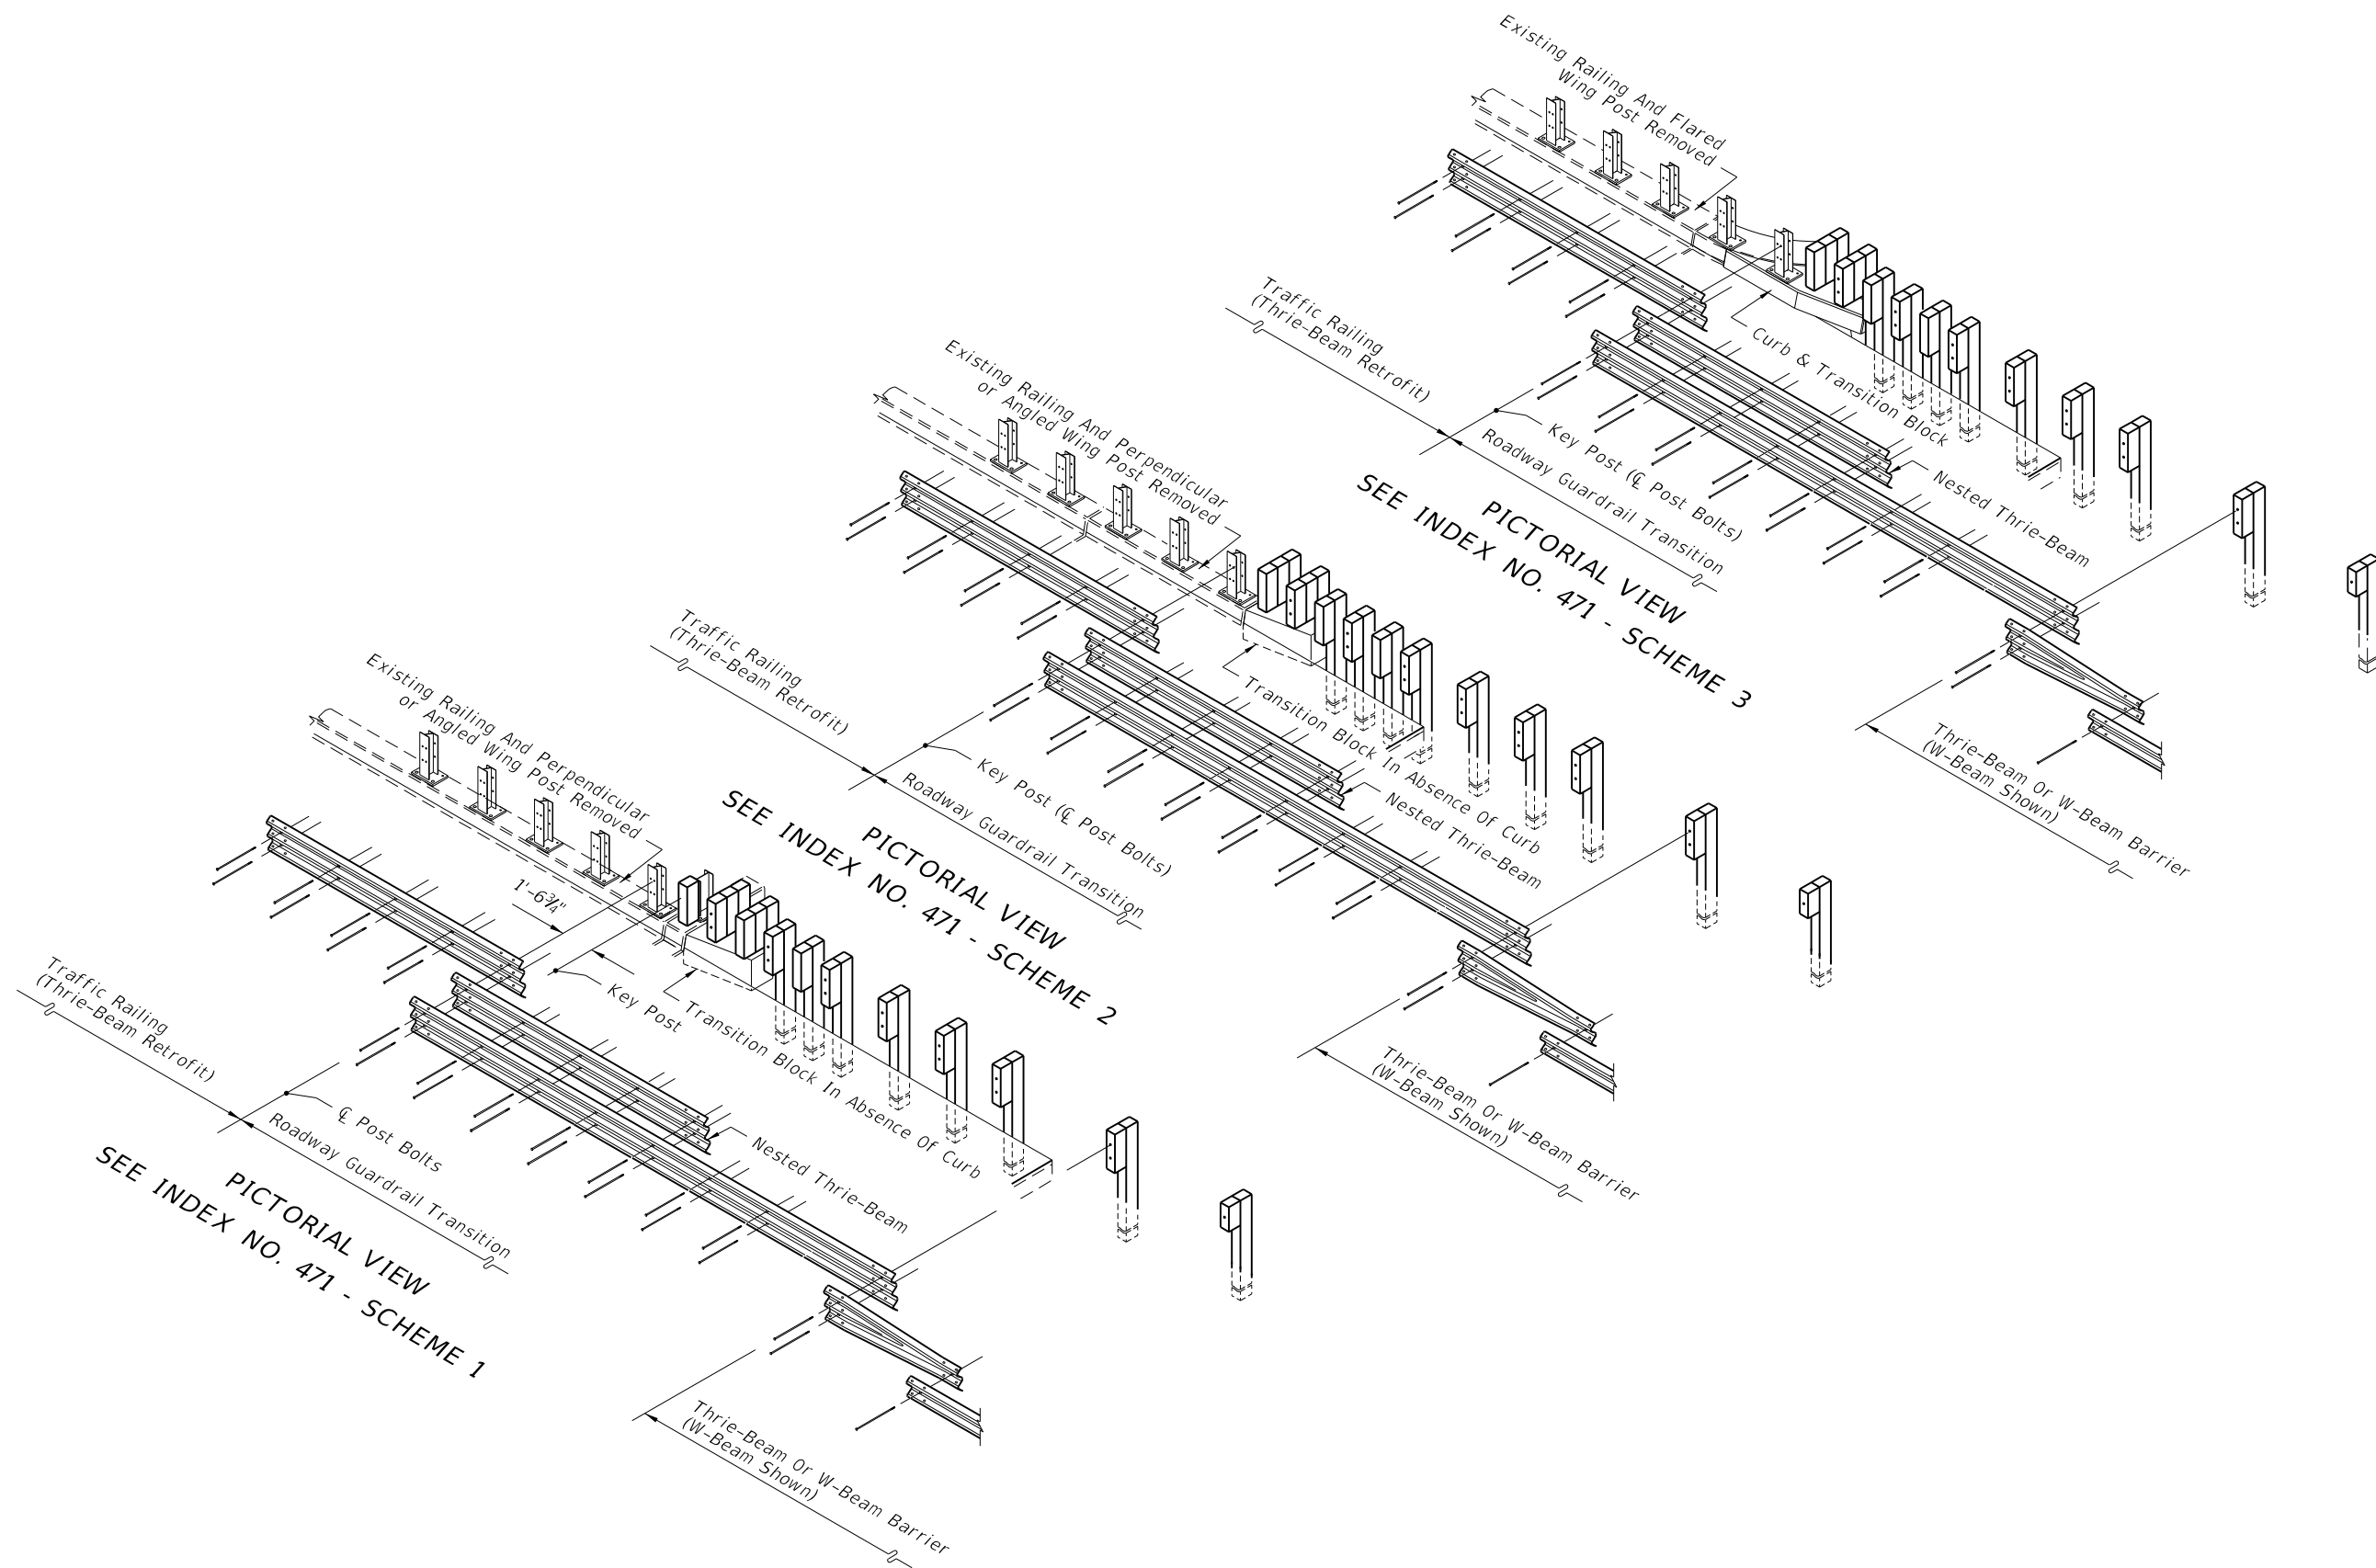 Existing Railing And Flared
Wing Post Removed
Traffic Railing
(Thrie-Beam Retrofit)
Curb & Transition Block
Key Post (℄ Post Bolts)
Roadway Guardrail Transition
Nested Thrie-Beam
PICTORIAL VIEW
SEE INDEX NO. 471 - SCHEME 3
Thrie-Beam Or W-Beam Barrier
(W-Beam Shown)
Existing Railing And Perpendicular
or Angled Wing Post Removed
Traffic Railing
(Thrie-Beam Retrofit)
Transition Block In Absence Of Curb
Key Post (℄ Post Bolts)
Roadway Guardrail Transition
Nested Thrie-Beam
PICTORIAL VIEW
SEE INDEX NO. 471 - SCHEME 2
Thrie-Beam Or W-Beam Barrier
(W-Beam Shown)
Existing Railing And Perpendicular
or Angled Wing Post Removed
1'-6¾"
Traffic Railing
(Thrie-Beam Retrofit)
Key Post
Transition Block In Absence Of Curb
℄ Post Bolts
Roadway Guardrail Transition
Nested Thrie-Beam
PICTORIAL VIEW
SEE INDEX NO. 471 - SCHEME 1
Thrie-Beam Or W-Beam Barrier
(W-Beam Shown)